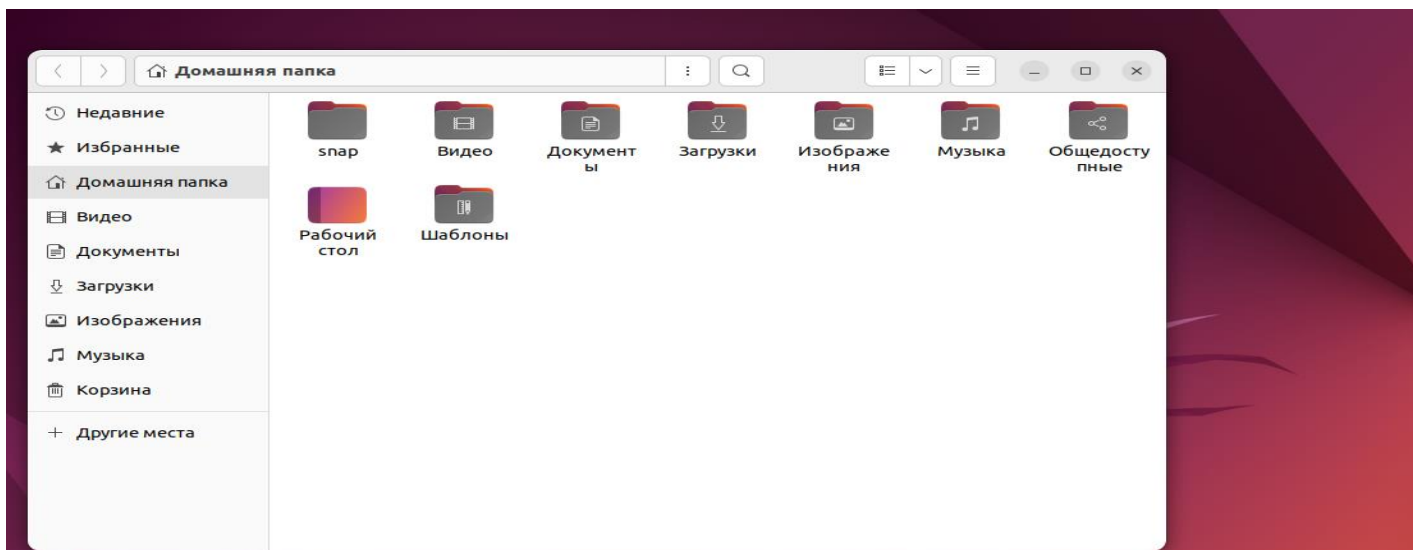 Домашняя папка
Недавние
Избранные
Домашняя папка
Видео
Документы
Загрузки
Изображения
Музыка
Корзина
Другие места
snap
Видео
Документ
ы
Загрузки
Изображе
ния
Музыка
Общедосту
пные
Рабочий
стол
Шаблоны